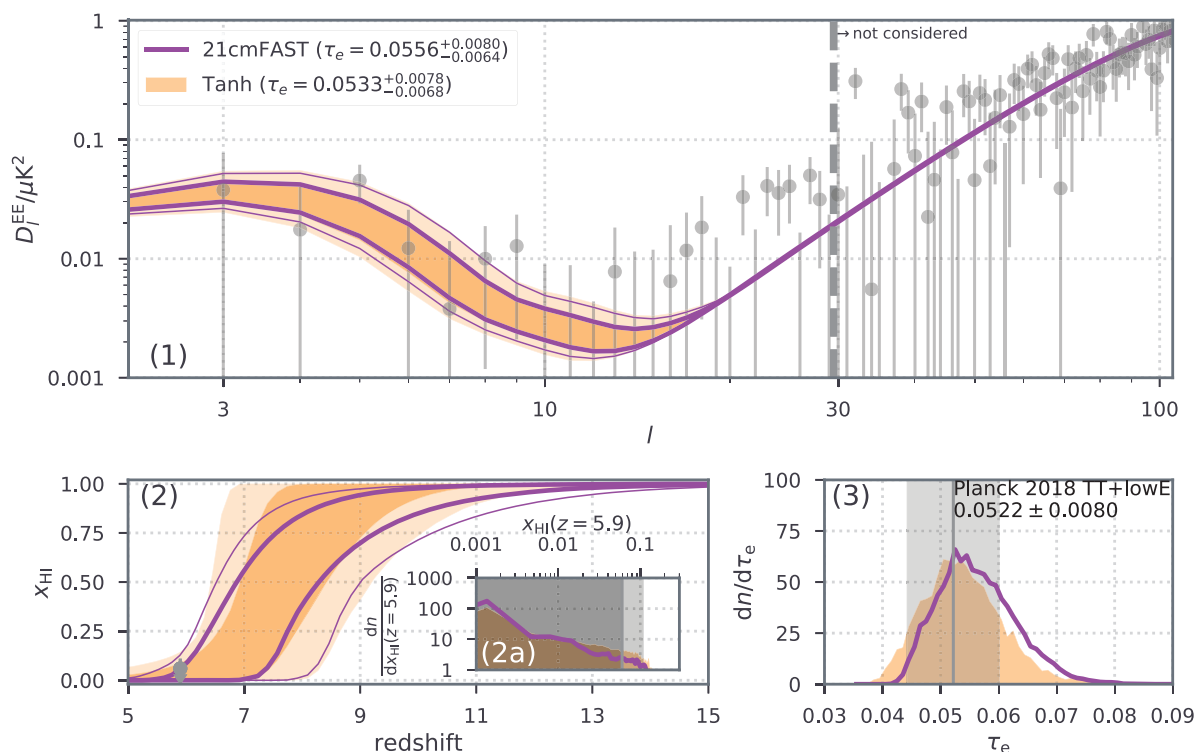 1
21cmFAST (τ_e = 0.0556^{+0.0080}_{-0.0064})
Tanh (τ_e = 0.0533^{+0.0078}_{-0.0068})
→ not considered
0.1
0.01
0.001
D_l^{EE}/μK²
(1)
3
10
30
100
l
(2)
1.00
0.75
0.50
0.25
0.00
x_HI
5
7
9
11
13
15
redshift
x_HI(z = 5.9)
0.001
0.01
0.1
1000
100
10
1
dn
dx_HI(z = 5.9)
(2a)
(3)
Planck 2018 TT+lowE
0.0522 ± 0.0080
100
75
50
25
0
dn/dτ_e
0.03
0.04
0.05
0.06
0.07
0.08
0.09
τ_e